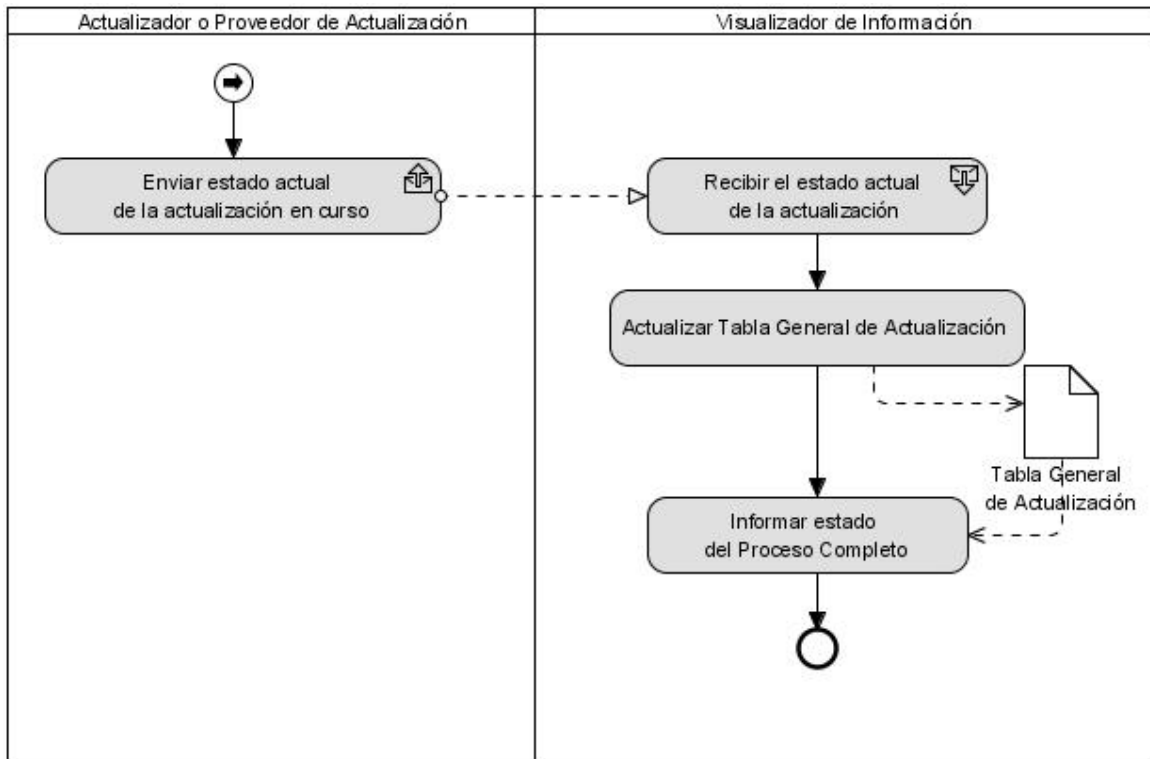 Actualizador o Proveedor de Actualización
Visualizador de Información
Enviar estado actual
de la actualización en curso
Recibir el estado actual
de la actualización
Actualizar Tabla General de Actualización
Tabla General
de Actualización
Informar estado
del Proceso Completo